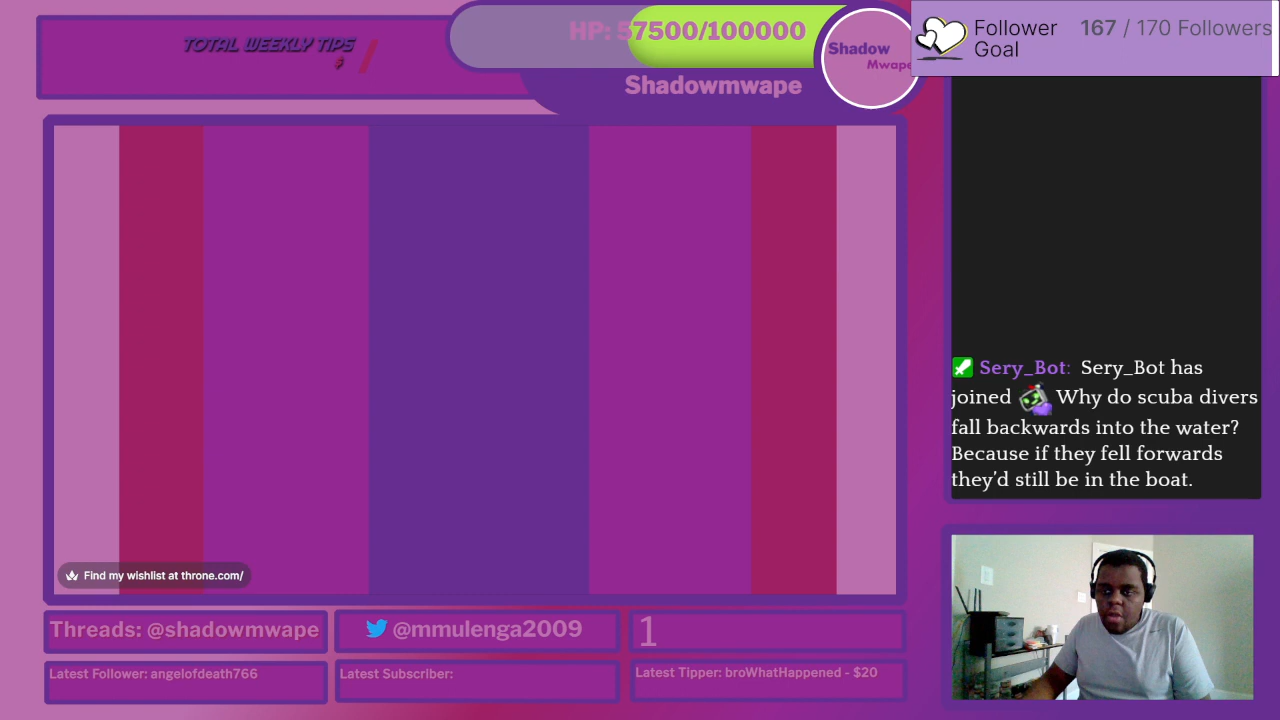 TOTAL WEEKLY TIPS
$
HP: 57500/100000
Shadowmwape
Shadow
Mwape
Follower
Goal
167 / 170 Followers
Sery_Bot: Sery_Bot has
joined Why do scuba divers
fall backwards into the water?
Because if they fell forwards
they'd still be in the boat.
Find my wishlist at throne.com/
Threads: @shadowmwape
@mmulenga2009
1
Latest Follower: angelofdeath766
Latest Subscriber:
Latest Tipper: broWhatHappened - $20